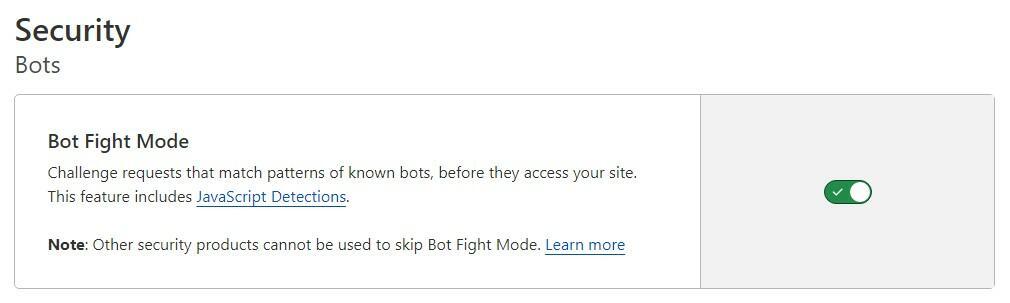 Security
Bots
Bot Fight Mode
Challenge requests that match patterns of known bots, before they access your site.
This feature includes JavaScript Detections.
Note: Other security products cannot be used to skip Bot Fight Mode. Learn more